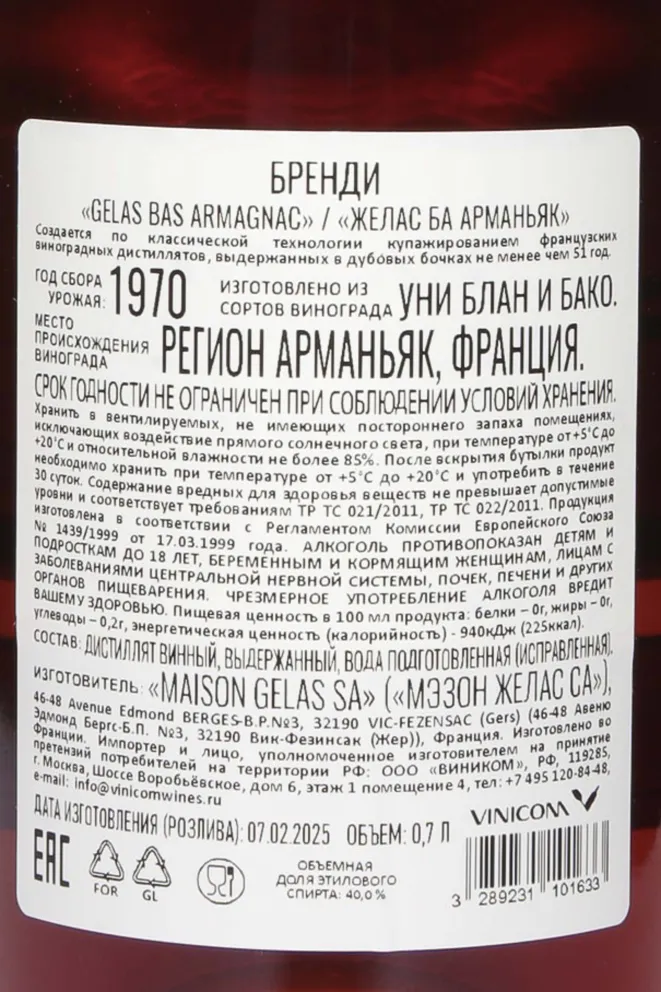 БРЕНДИ
«GELAS BAS ARMAGNAC» / «ЖЕЛАС БА АРМАНЬЯК»
Создается по классической технологии купажированием французских
виноградных дистиллятов, выдержанных в дубовых бочках не менее чем 51 год.
ГОД СБОРА
УРОЖАЯ: 1970
ИЗГОТОВЛЕНО ИЗ
СОРТОВ ВИНОГРАДА УНИ БЛАН И БАКО.
МЕСТО
ПРОИСХОЖДЕНИЯ
ВИНОГРАДА РЕГИОН АРМАНЬЯК, ФРАНЦИЯ.
СРОК ГОДНОСТИ НЕ ОГРАНИЧЕН ПРИ СОБЛЮДЕНИИ УСЛОВИЙ ХРАНЕНИЯ.
Хранить в вентилируемых, не имеющих постороннего запаха помещениях,
исключающих воздействие прямого солнечного света, при температуре от +5°C до
+20°C и относительной влажности не более 85%. После вскрытия бутылки продукт
необходимо хранить при температуре от +5°C до +20°C и употребить в течение
30 суток. Содержание вредных для здоровья веществ не превышает допустимые
уровни и соответствует требованиям ТР ТС 021/2011, ТР ТС 022/2011. Продукция
изготовлена в соответствии с Регламентом Комиссии Европейского Союза
№ 1439/1999 от 17.03.1999 года. АЛКОГОЛЬ ПРОТИВОПОКАЗАН ДЕТЯМ И
ПОДРОСТКАМ ДО 18 ЛЕТ, БЕРЕМЕННЫМ И КОРМЯЩИМ ЖЕНЩИНАМ, ЛИЦАМ С
ЗАБОЛЕВАНИЯМИ ЦЕНТРАЛЬНОЙ НЕРВНОЙ СИСТЕМЫ, ПОЧЕК, ПЕЧЕНИ И ДРУГИХ
ОРГАНОВ ПИЩЕВАРЕНИЯ. ЧРЕЗМЕРНОЕ УПОТРЕБЛЕНИЕ АЛКОГОЛЯ ВРЕДИТ
ВАШЕМУ ЗДОРОВЬЮ. Пищевая ценность в 100 мл продукта: белки – 0г, жиры – 0г,
углеводы – 0,2г, энергетическая ценность (калорийность) - 940кДж (225ккал).
СОСТАВ: ДИСТИЛЛЯТ ВИННЫЙ, ВЫДЕРЖАННЫЙ, ВОДА ПОДГОТОВЛЕННАЯ (ИСПРАВЛЕННАЯ).
ИЗГОТОВИТЕЛЬ: «MAISON GELAS SA» («МЭЗОН ЖЕЛАС СА»),
46-48 Avenue Edmond BERGES-B.P.№3, 32190 VIC-FEZENSAC (Gers) (46-48 Авеню
Эдмонд Бергс-Б.П. №3, 32190 Вик-Фезинсак (Жер)), Франция. Изготовлено во
Франции. Импортер и лицо, уполномоченное изготовителем на принятие
претензий потребителей на территории РФ: ООО «ВИНИКОМ», РФ, 119285,
г. Москва, Шоссе Воробьёвское, дом 6, этаж 1 помещение 4, тел: +7 495 120-84-48,
e-mail: info@vinicomwines.ru
ДАТА ИЗГОТОВЛЕНИЯ (РОЗЛИВА): 07.02.2025 ОБЪЕМ: 0,7 Л
VINICOM
EAC
FOR
GL
ОБЪЕМНАЯ
ДОЛЯ ЭТИЛОВОГО
СПИРТА: 40,0 %
3 289231 101633